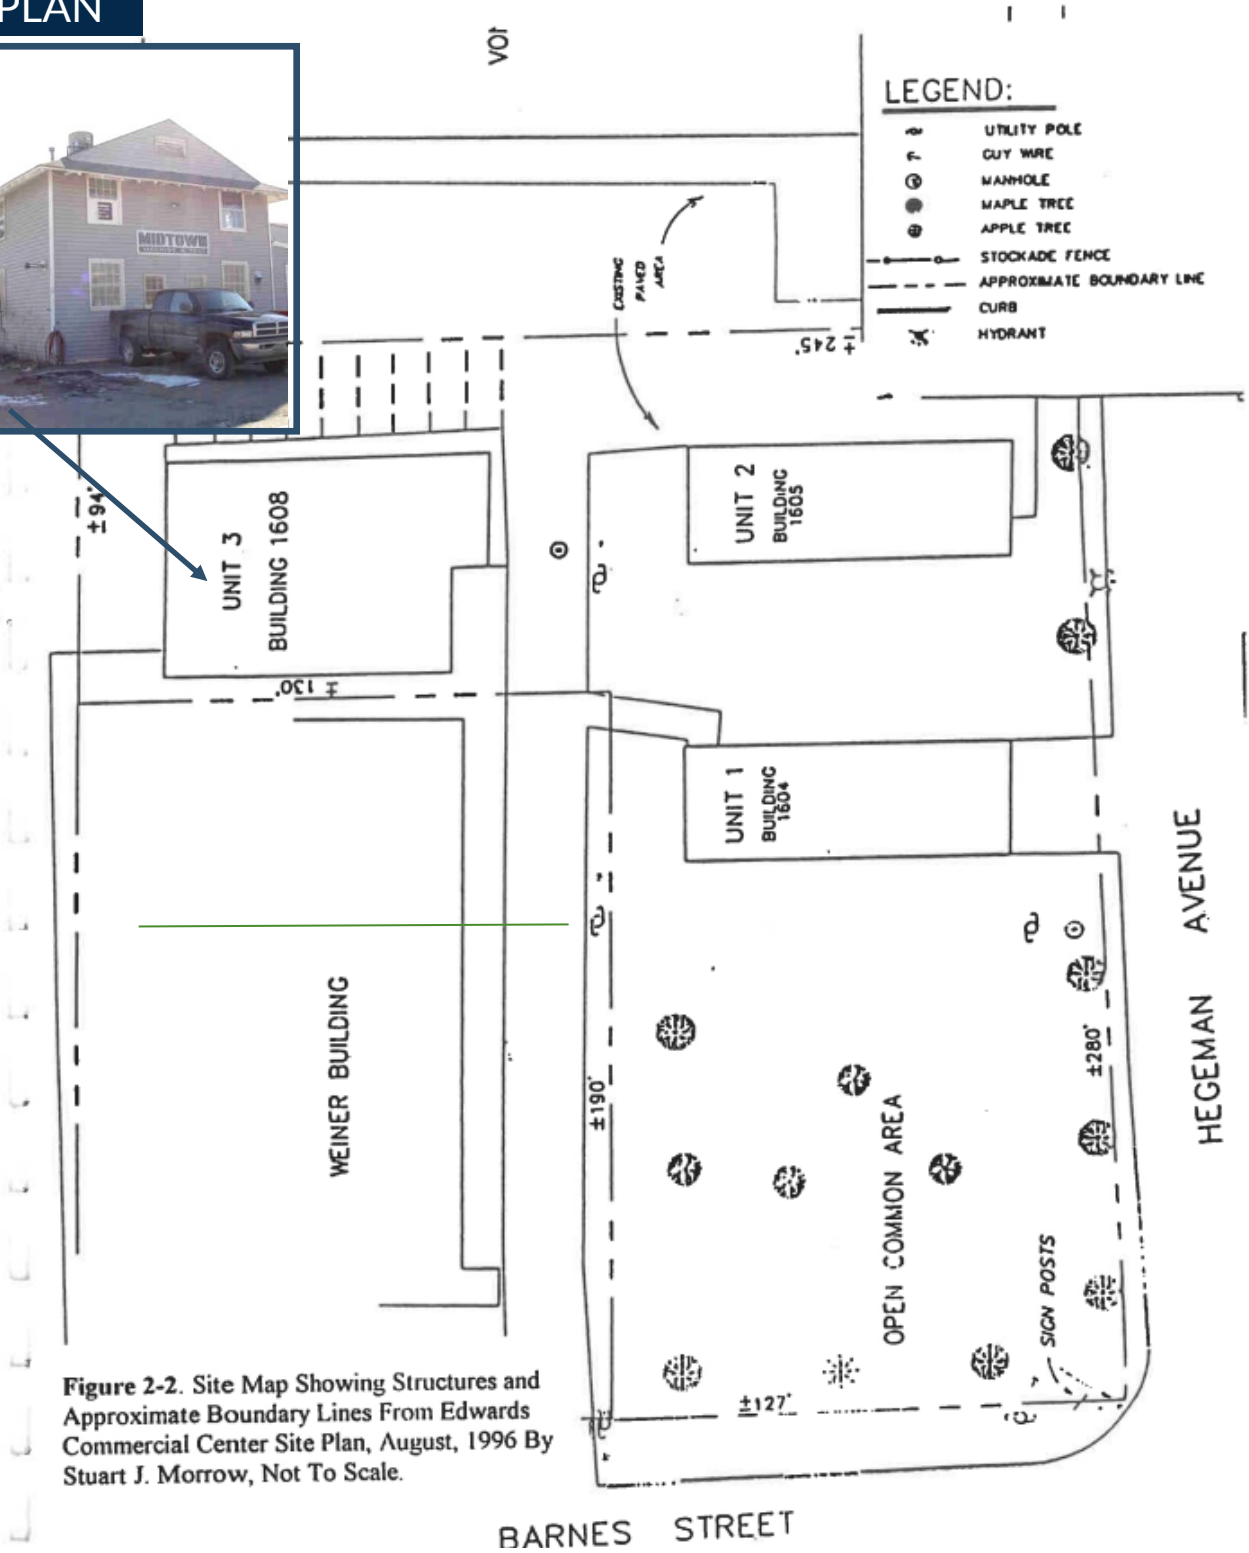 PLAN
VOI
LEGEND:
UTILITY POLE
GUY WIRE
MANHOLE
MAPLE TREE
APPLE TREE
STOCKADE FENCE
APPROXIMATE BOUNDARY LINE
CURB
HYDRANT
MIDTOWN
EXISTING
PAVED
AREA
± 245'
±94'
UNIT 3
BUILDING 1608
UNIT 2
BUILDING
1605
± 130'
UNIT 1
BUILDING
1604
HEGEMAN AVENUE
WEINER BUILDING
±190'
±280'
OPEN COMMON AREA
SIGN POSTS
±127'
Figure 2-2. Site Map Showing Structures and
Approximate Boundary Lines From Edwards
Commercial Center Site Plan, August, 1996 By
Stuart J. Morrow, Not To Scale.
BARNES STREET